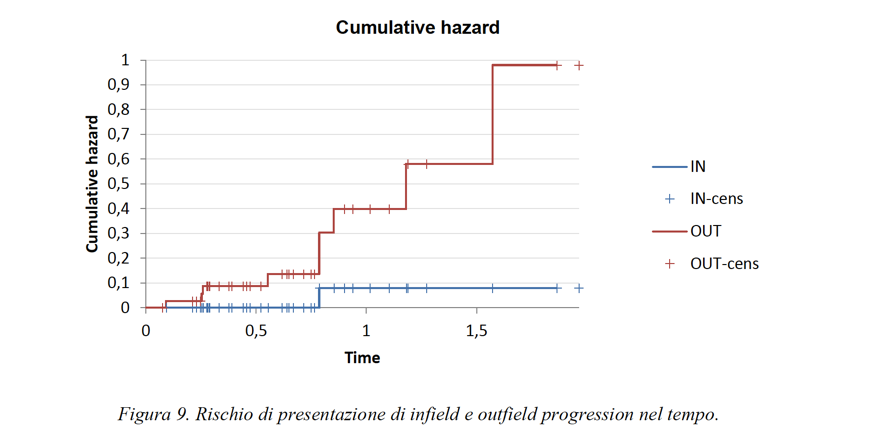 Cumulative hazard
1
0,9
0,8
0,7
0,6
0,5
0,4
0,3
0,2
0,1
0
Cumulative hazard
0 0,5 1 1,5
Time
IN
IN-cens
OUT
OUT-cens
Figura 9. Rischio di presentazione di infield e outfield progression nel tempo.